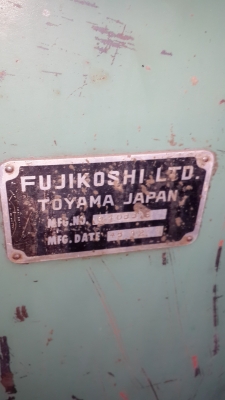 FUJIKOSHI LTD.
TOYAMA JAPAN
MFG.NO.
MFG.DATE